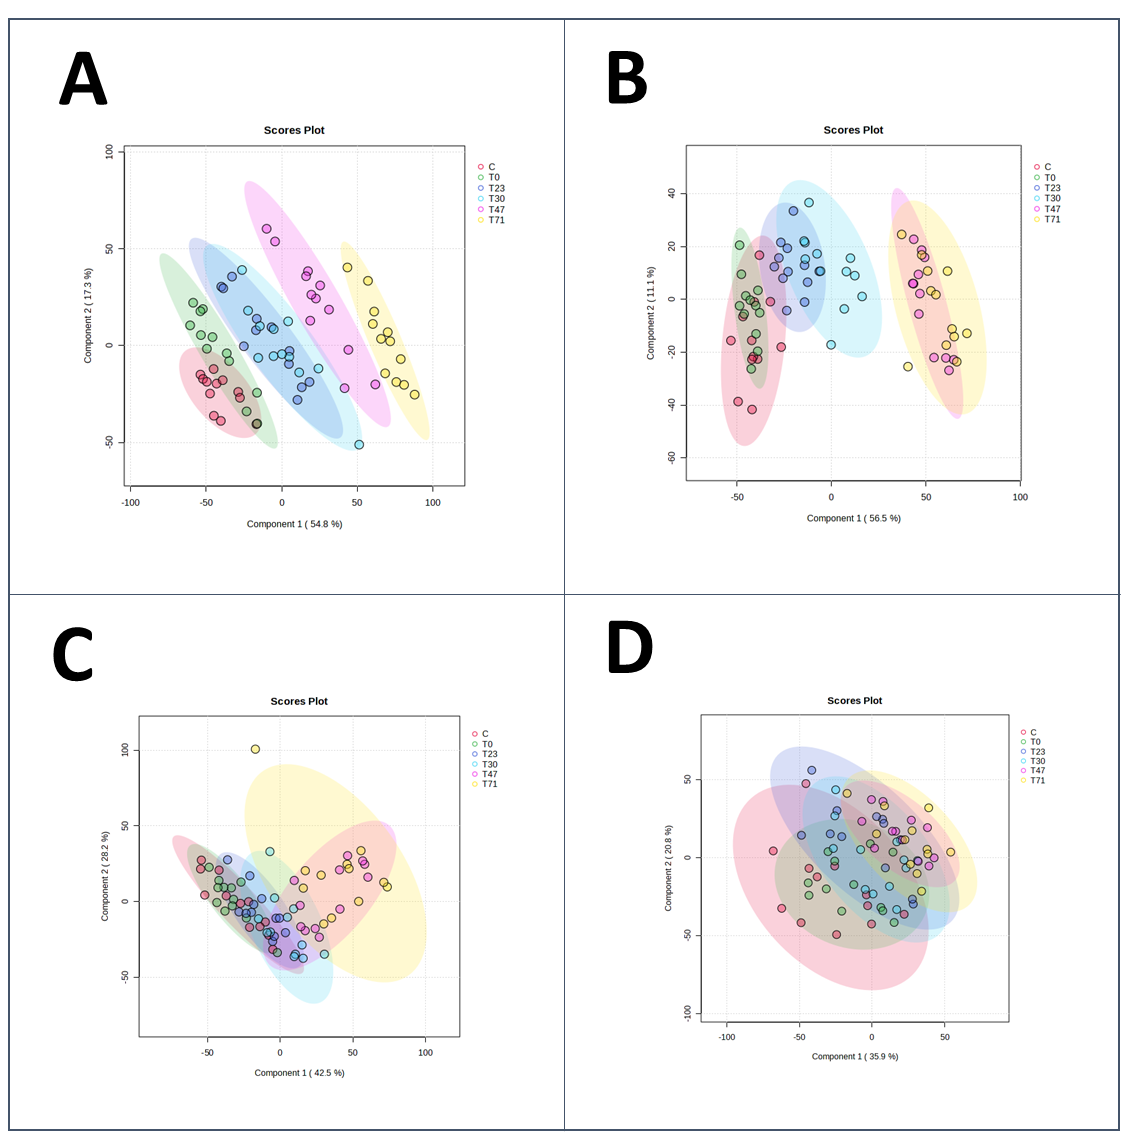 A
Scores Plot
100
50
0
-50
Component 2 ( 17.3 %)
-100
-50
0
50
100
Component 1 ( 54.8 %)
C
T0
T23
T30
T47
T71
B
Scores Plot
40
20
0
-20
-40
-60
Component 2 ( 11.1 %)
-50
0
50
100
Component 1 ( 56.5 %)
C
T0
T23
T30
T47
T71
C
Scores Plot
100
50
0
-50
Component 2 ( 28.2 %)
-50
0
50
100
Component 1 ( 42.5 %)
C
T0
T23
T30
T47
T71
D
Scores Plot
50
0
-50
-100
Component 2 ( 20.8 %)
-100
-50
0
50
Component 1 ( 35.9 %)
C
T0
T23
T30
T47
T71